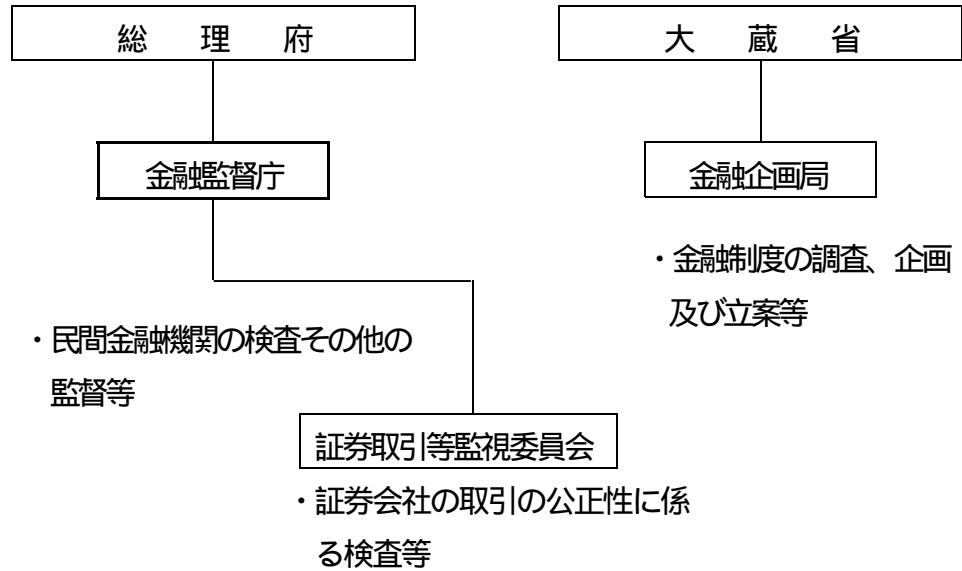 総理府
大蔵省
金融監督庁
金融企画局
・金融制度の調査、企画
及び立案等
・民間金融機関の検査その他の
監督等
証券取引等監視委員会
・証券会社の取引の公正性に係
る検査等